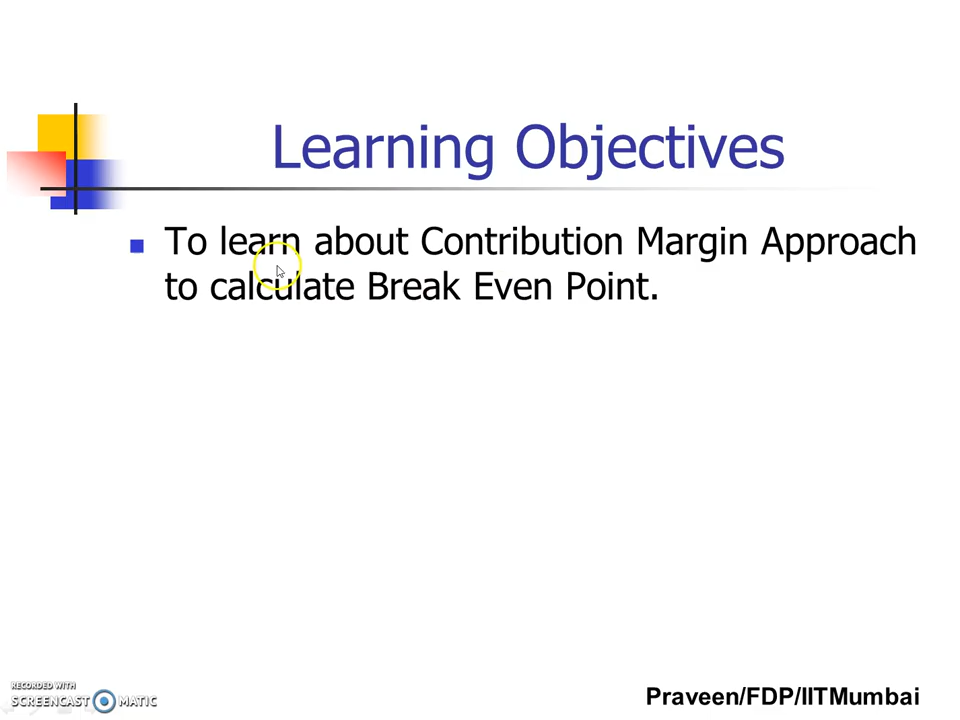 Learning Objectives
To learn about Contribution Margin Approach
to calculate Break Even Point.
RECORDED WITH
SCREENCAST MATIC
Praveen/FDP/IITMumbai